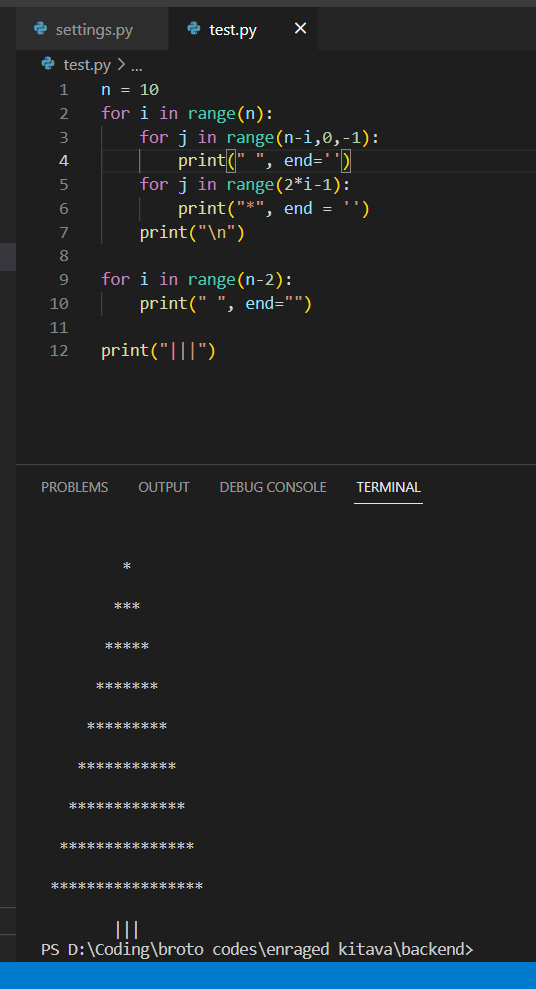 settings.py test.py ×
test.py > ...
1 n = 10
2 for i in range(n):
3     for j in range(n-i,0,-1):
4         print(" ", end='')
5     for j in range(2*i-1):
6         print("*", end = '')
7     print("\n")
8
9 for i in range(n-2):
10     print(" ", end="")
11
12 print("|||")
PROBLEMS OUTPUT DEBUG CONSOLE TERMINAL
         *
        ***
       *****
      *******
     *********
    ***********
   *************
  ***************
 *****************
        |||
PS D:\Coding\broto codes\enraged kitava\backend>